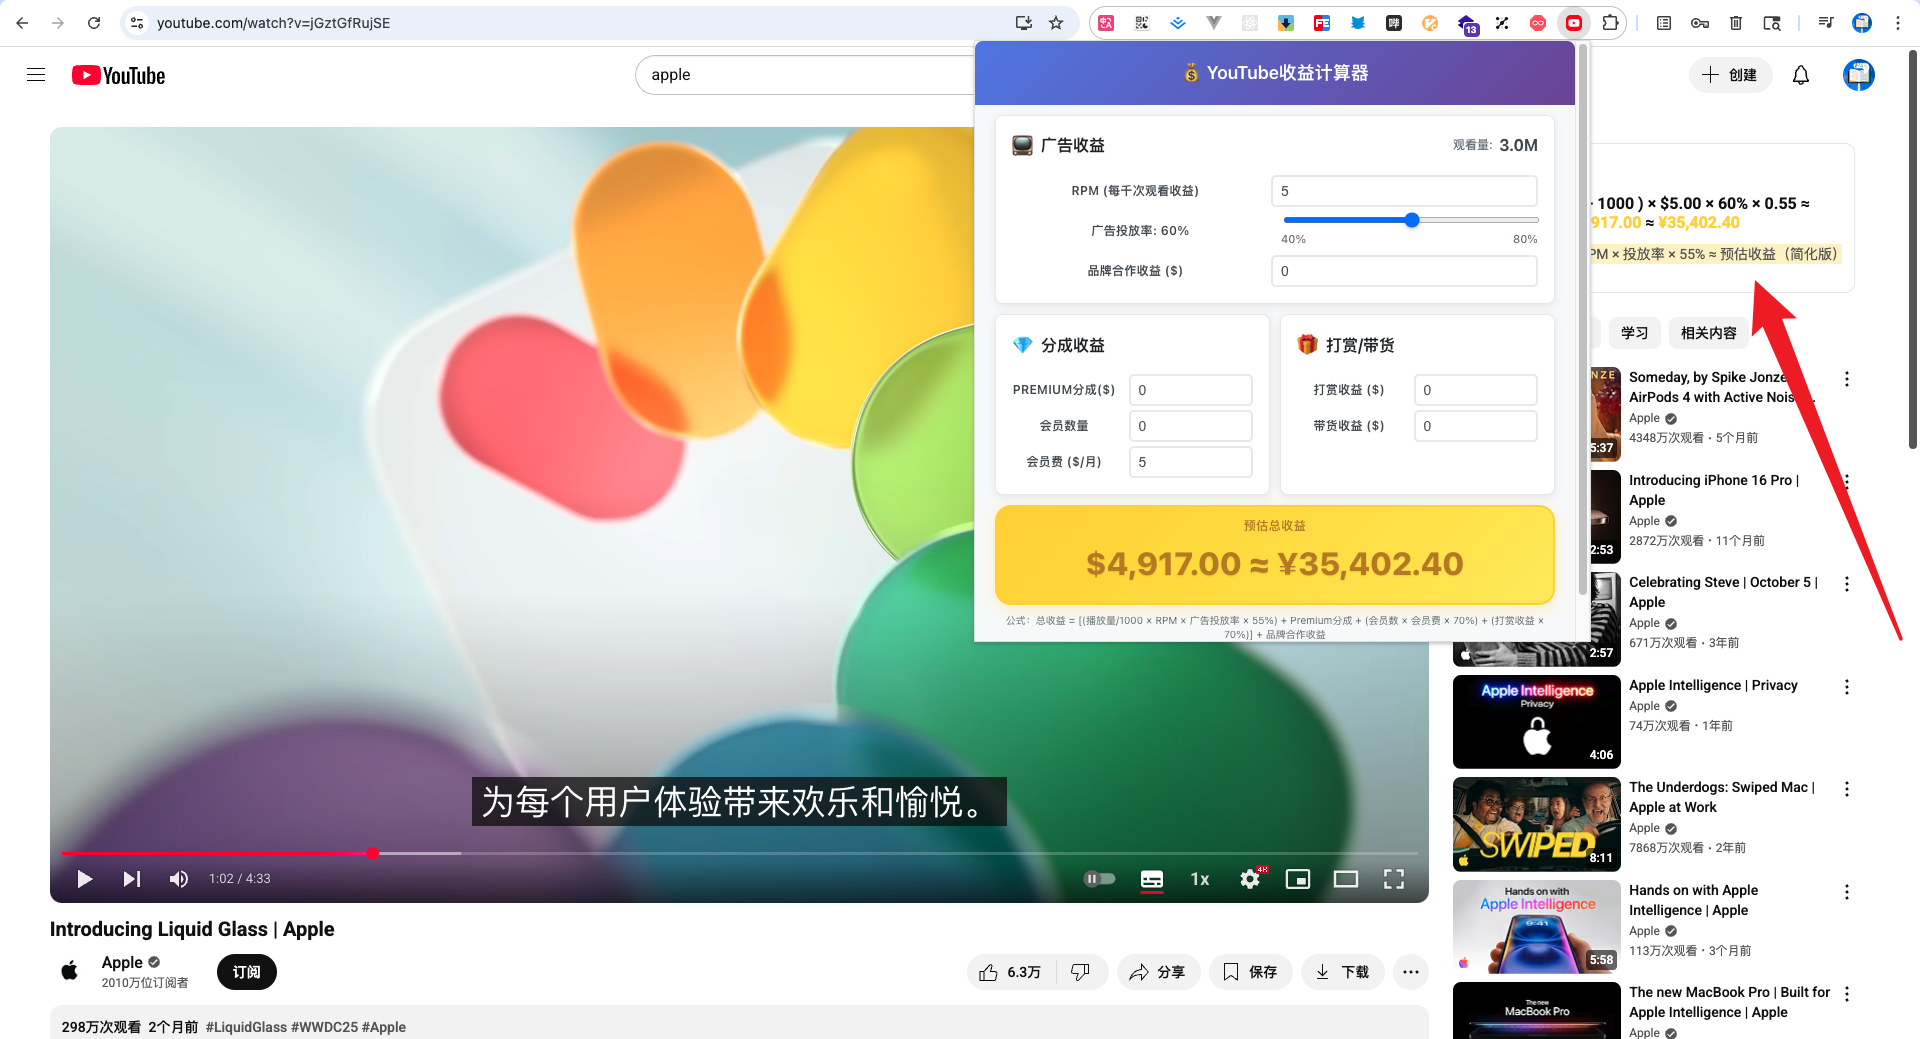 youtube.com/watch?v=jGztGfRujSE
13
YouTube
apple
创建
💰 YouTube收益计算器
📺 广告收益
观看量: 3.0M
RPM (每千次观看收益)
5
广告投放率: 60%
40%
80%
品牌合作收益 ($)
0
💎 分成收益
PREMIUM分成($)
0
会员数量
0
会员费 ($/月)
5
🎁 打赏/带货
打赏收益 ($)
0
带货收益 ($)
0
预估总收益
$4,917.00 ≈ ¥35,402.40
公式: 总收益 = [(播放量/1000 × RPM × 广告投放率 × 55%) + Premium分成 + (会员数 × 会员费 × 70%) + (打赏收益 ×
70%)] + 品牌合作收益
1000 ) × $5.00 × 60% × 0.55 ≈
917.00 ≈ ¥35,402.40
PM × 投放率 × 55% ≈ 预估收益（简化版）
学习
相关内容
为每个用户体验带来欢乐和愉悦。
1:02 / 4:33
1x
4K
Introducing Liquid Glass | Apple
Apple
2010万位订阅者
订阅
6.3万
分享
保存
下载
298万次观看 2个月前 #LiquidGlass #WWDC25 #Apple
NZE
5:37
Someday, by Spike Jonze
AirPods 4 with Active Nois...
Apple
4348万次观看 · 5个月前
2:53
Introducing iPhone 16 Pro |
Apple
Apple
2872万次观看 · 11个月前
2:57
Celebrating Steve | October 5 |
Apple
Apple
671万次观看 · 3年前
Apple Intelligence
Privacy
4:06
Apple Intelligence | Privacy
Apple
74万次观看 · 1年前
SWIPED
8:11
The Underdogs: Swiped Mac |
Apple at Work
Apple
7868万次观看 · 2年前
Hands on with
Apple Intelligence
9:41
5:58
Hands on with Apple
Intelligence | Apple
Apple
113万次观看 · 3个月前
The new
MacBook Pro
The new MacBook Pro | Built for
Apple Intelligence | Apple
Apple